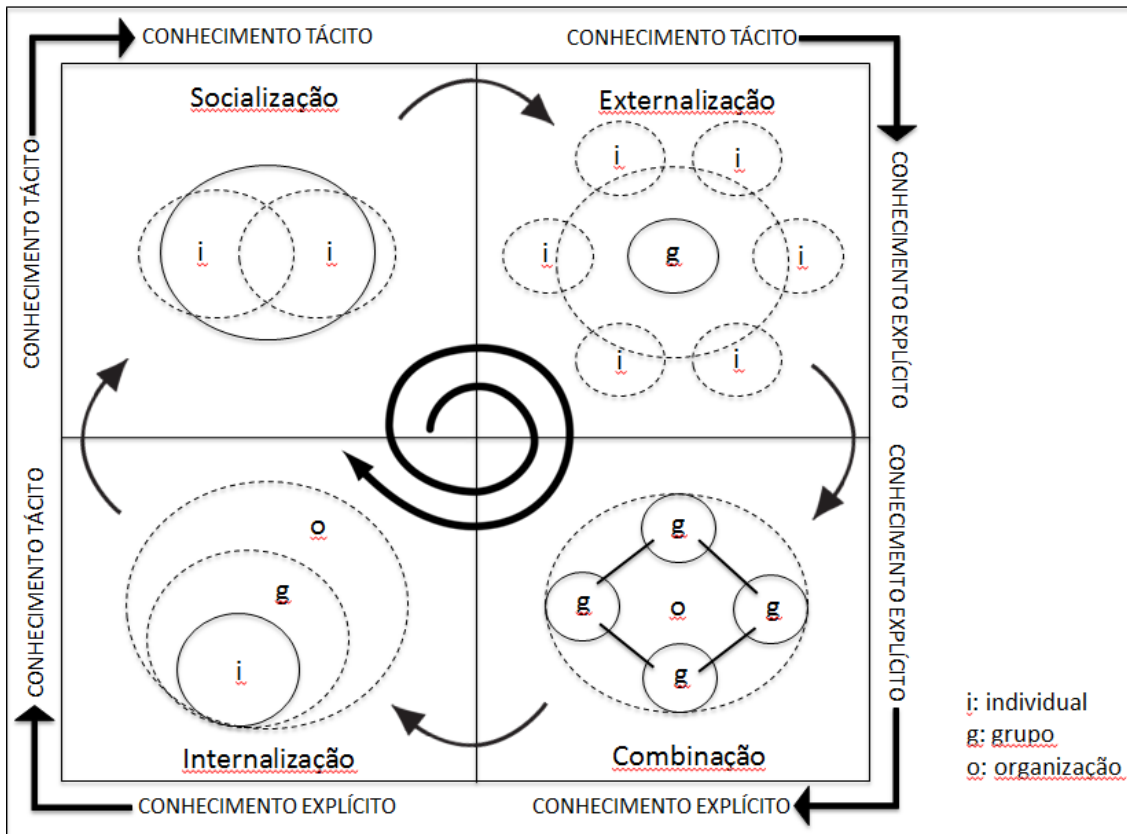 CONHECIMENTO TÁCITO
CONHECIMENTO TÁCITO
Socialização
Externalização
i
i
i
i
i
i
g
i
i
i
CONHECIMENTO TÁCITO
CONHECIMENTO EXPLÍCITO
CONHECIMENTO TÁCITO
CONHECIMENTO EXPLÍCITO
o
g
i
g
g
o
g
g
i: individual
g: grupo
o: organização
Internalização
Combinação
CONHECIMENTO EXPLÍCITO
CONHECIMENTO EXPLÍCITO